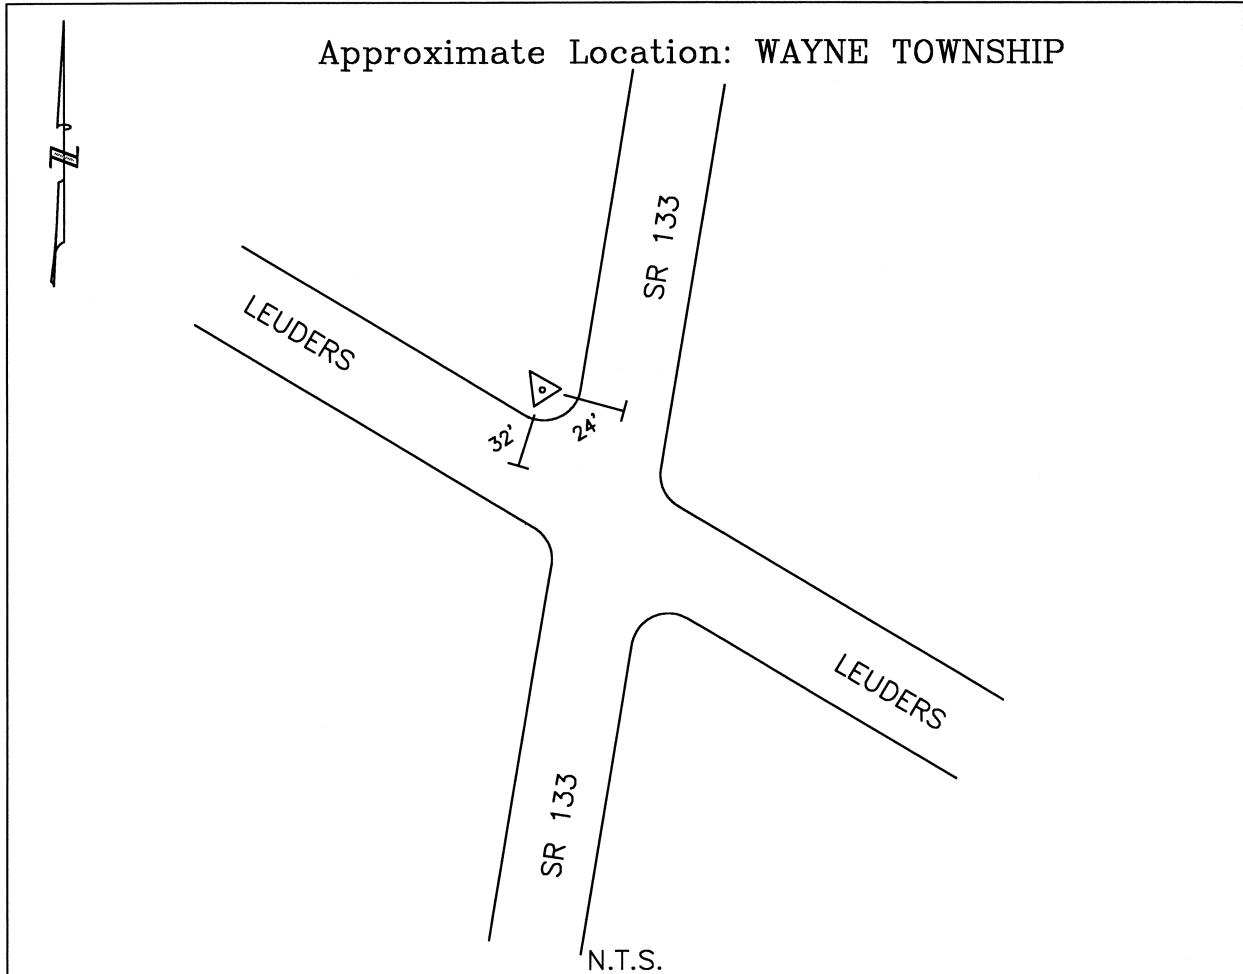 Approximate Location: WAYNE TOWNSHIP
N
SR 133
LEUDERS
32'
24'
LEUDERS
SR 133
N.T.S.